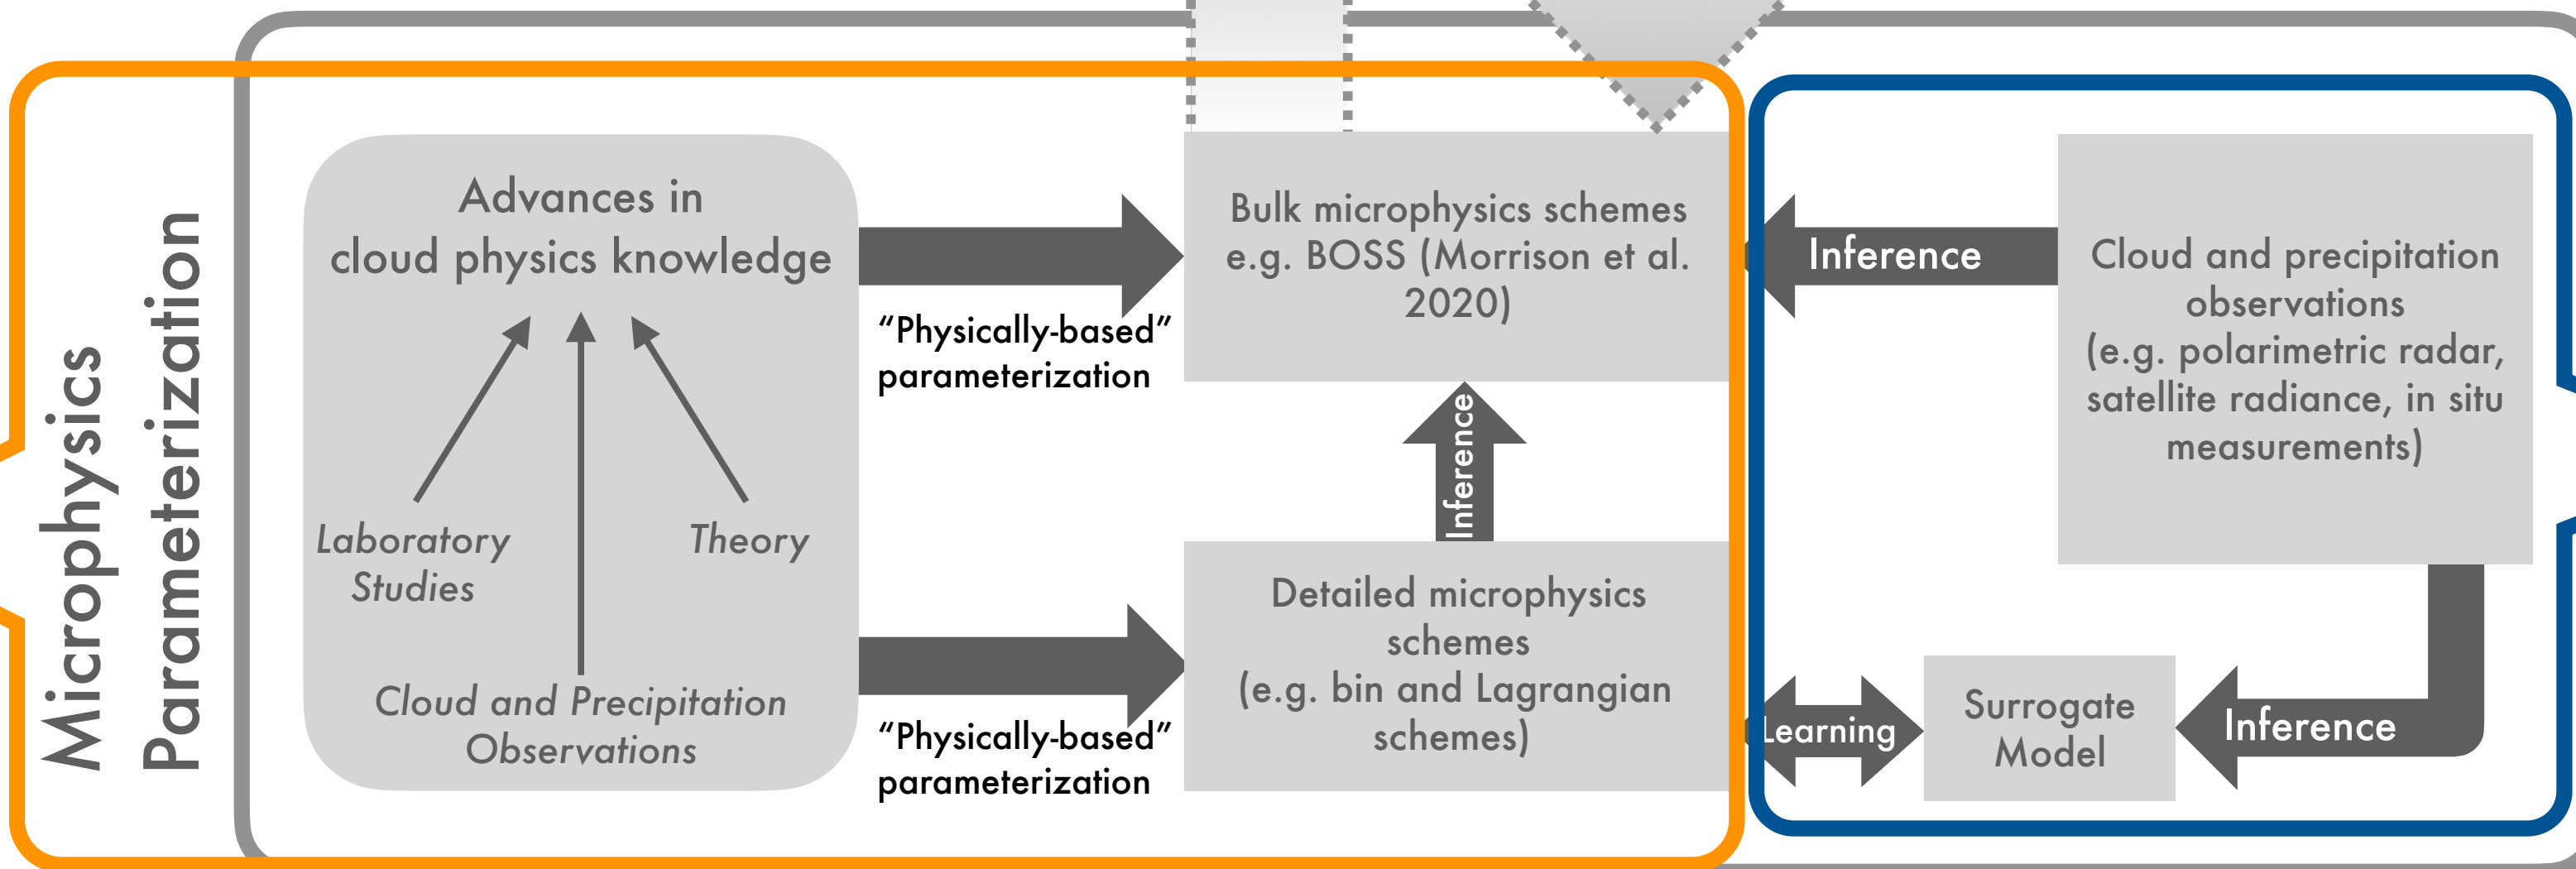 Microphysics
Parameterization
Advances in
cloud physics knowledge
Laboratory
Studies
Theory
Cloud and Precipitation
Observations
“Physically-based”
parameterization
“Physically-based”
parameterization
Bulk microphysics schemes
e.g. BOSS (Morrison et al.
2020)
Inference
Detailed microphysics
schemes
(e.g. bin and Lagrangian
schemes)
Inference
Cloud and precipitation
observations
(e.g. polarimetric radar,
satellite radiance, in situ
measurements)
Learning
Surrogate
Model
Inference